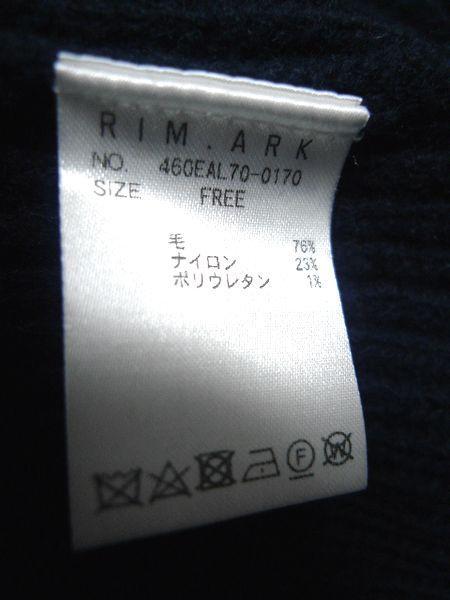 RIM.ARK
NO. 460EAL70-0170
SIZE FREE
毛 76%
ナイロン 23%
ポリウレタン 1%
F
W